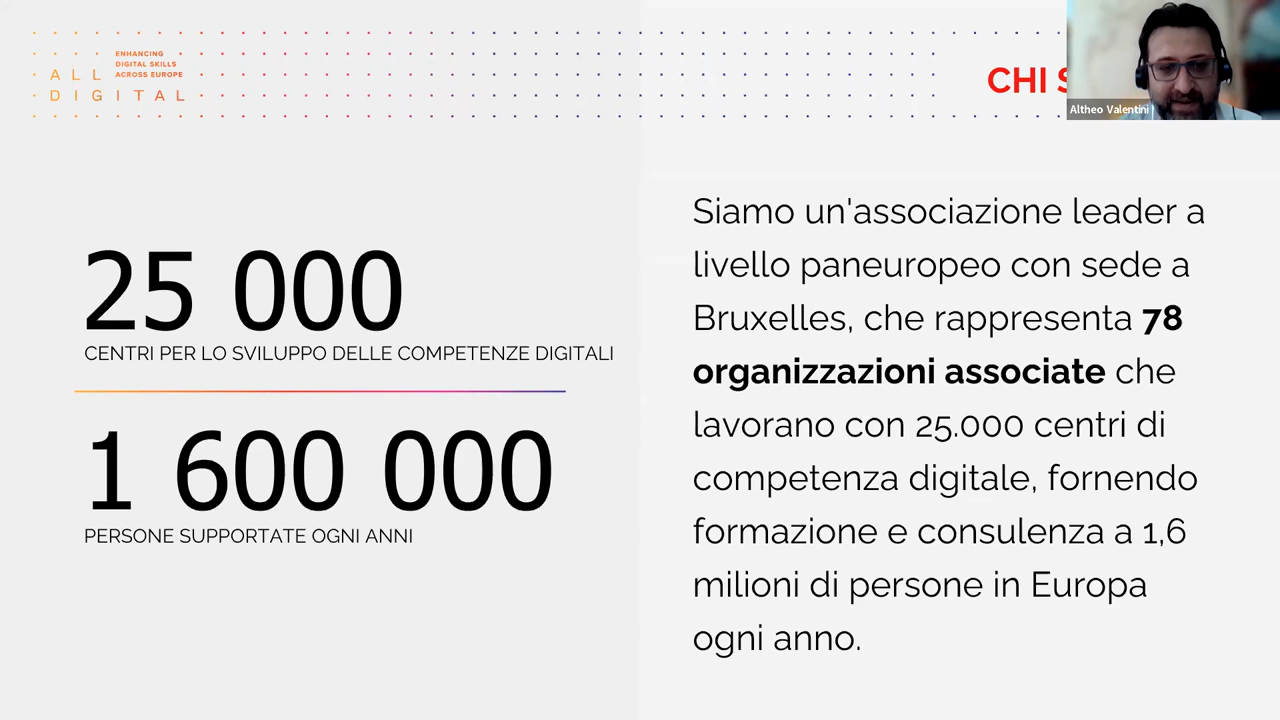 ENHANCING
DIGITAL SKILLS
ACROSS EUROPE
ALL
DIGITAL
CHI
Altheo Valentini
25 000
CENTRI PER LO SVILUPPO DELLE COMPETENZE DIGITALI
1 600 000
PERSONE SUPPORTATE OGNI ANNI
Siamo un'associazione leader a
livello paneuropeo con sede a
Bruxelles, che rappresenta 78
organizzazioni associate che
lavorano con 25.000 centri di
competenza digitale, fornendo
formazione e consulenza a 1,6
milioni di persone in Europa
ogni anno.